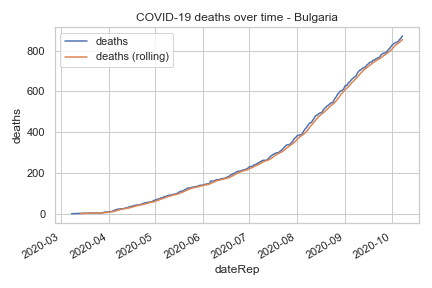 COVID-19 deaths over time - Bulgaria
deaths
deaths (rolling)
deaths
800
600
400
200
0
2020-03
2020-04
2020-05
2020-06
2020-07
2020-08
2020-09
2020-10
dateRep